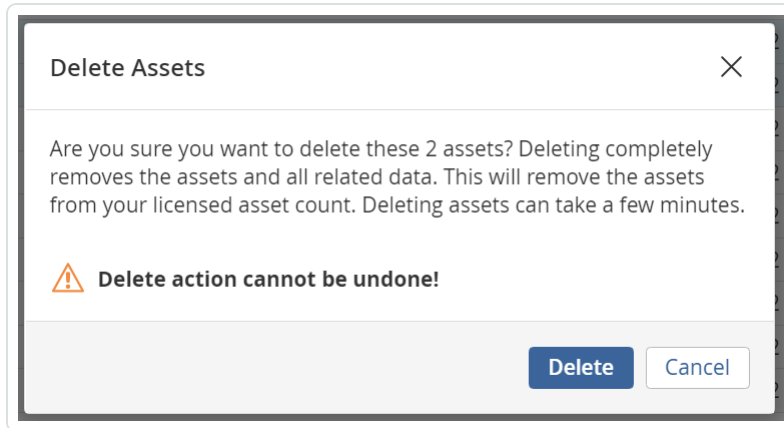 Delete Assets
Are you sure you want to delete these 2 assets? Deleting completely
removes the assets and all related data. This will remove the assets
from your licensed asset count. Deleting assets can take a few minutes.
Delete action cannot be undone!
Delete Cancel